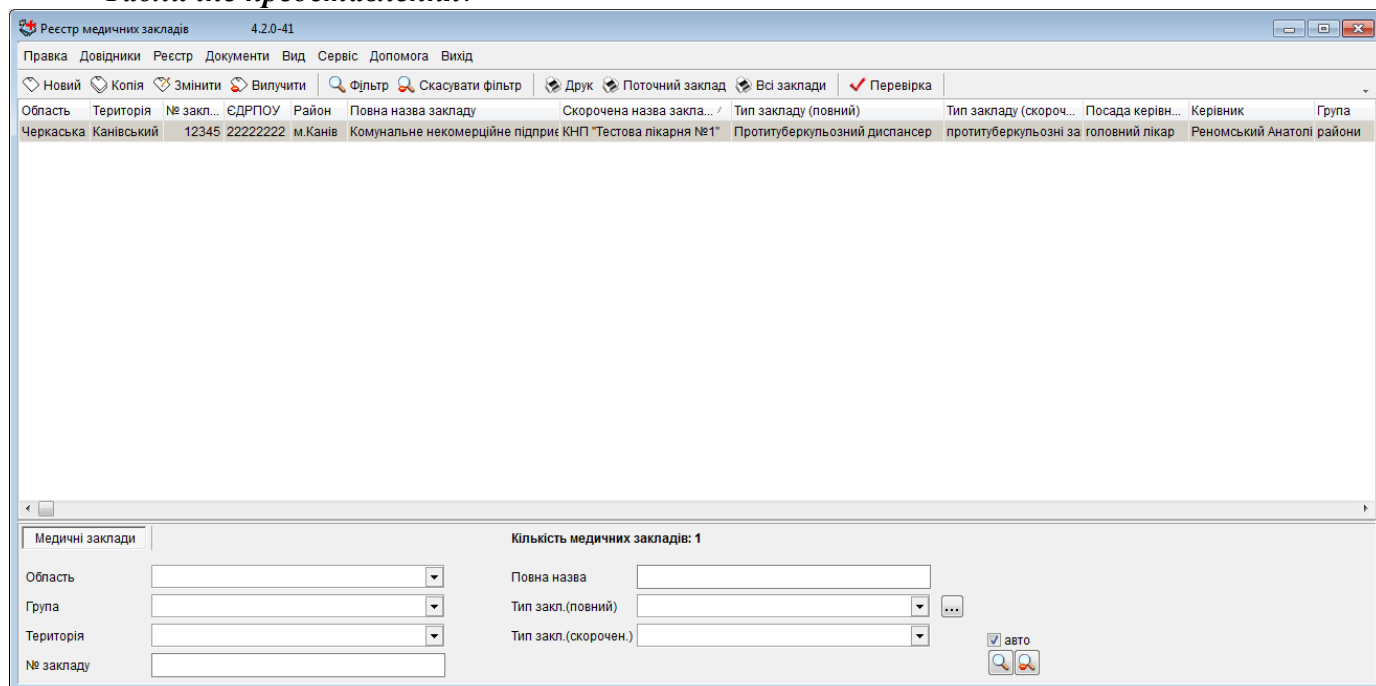 Реєстр медичних закладів 4.2.0-41
Правка Довідники Реєстр Документи Вид Сервіс Допомога Вихід
Новий Копія Змінити Вилучити Фільтр Скасувати фільтр Друк Поточний заклад Всі заклади Перевірка
Область Територія № закл... ЄДРПОУ Район Повна назва закладу Скорочена назва закла... Тип закладу (повний) Тип закладу (скороч... Посада керівн... Керівник Група
Черкаська Канівський 12345 22222222 м.Канів Комунальне некомерційне підприє КНП "Тестова лікарня №1" Протитуберкульозний диспансер протитуберкульозні за головний лікар Реномський Анатолі райони
Медичні заклади Кількість медичних закладів: 1
Область Повна назва
Група Тип закл.(повний) ...
Територія Тип закл.(скорочен.) авто
№ закладу